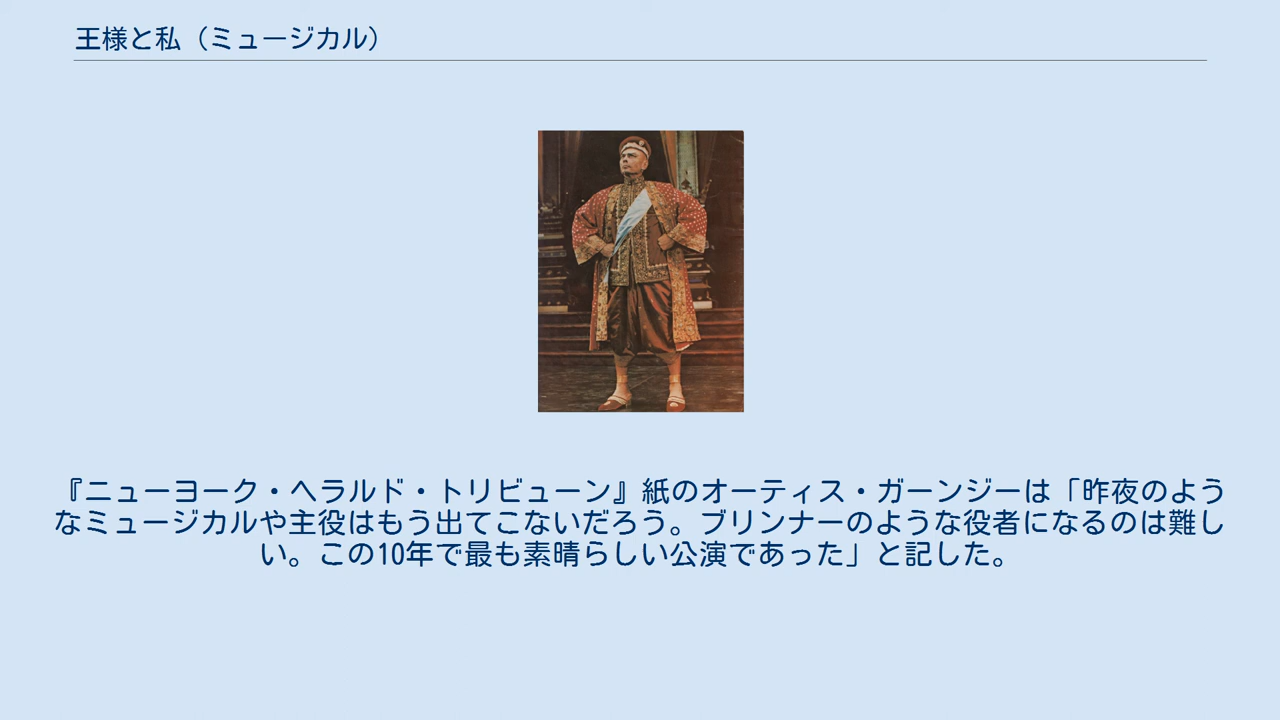 王様と私（ミュージカル）
『ニューヨーク・ヘラルド・トリビューン』紙のオーティス・ガーンジーは「昨夜のよう
なミュージカルや主役はもう出てこないだろう。ブリンナーのような役者になるのは難し
い。この10年で最も素晴らしい公演であった」と記した。